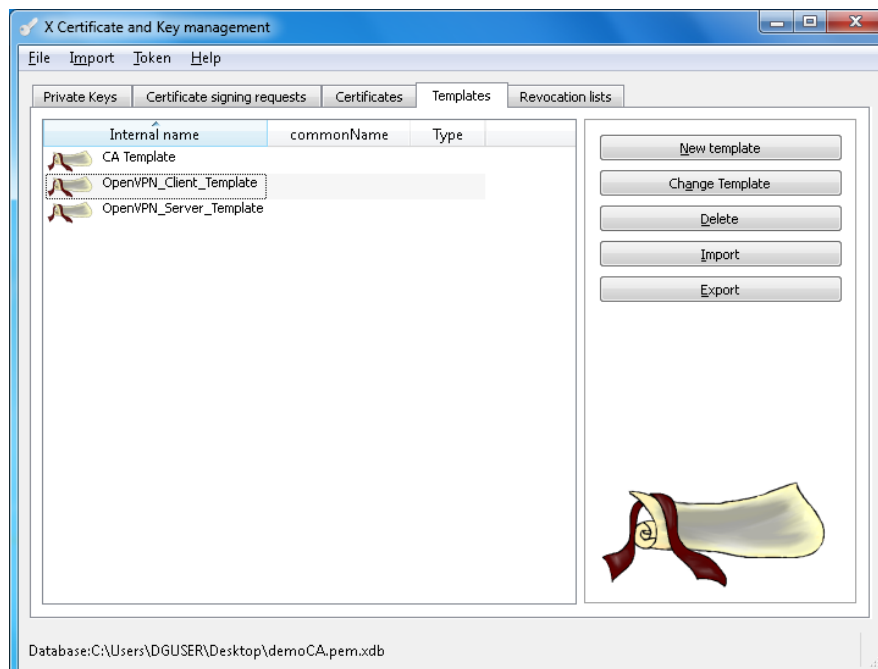 X Certificate and Key management
File Import Token Help
Private Keys Certificate signing requests Certificates Templates Revocation lists
Internal name commonName Type
CA Template
OpenVPN_Client_Template
OpenVPN_Server_Template
New template
Change Template
Delete
Import
Export
Database:C:\Users\DGUSER\Desktop\demoCA.pem.xdb